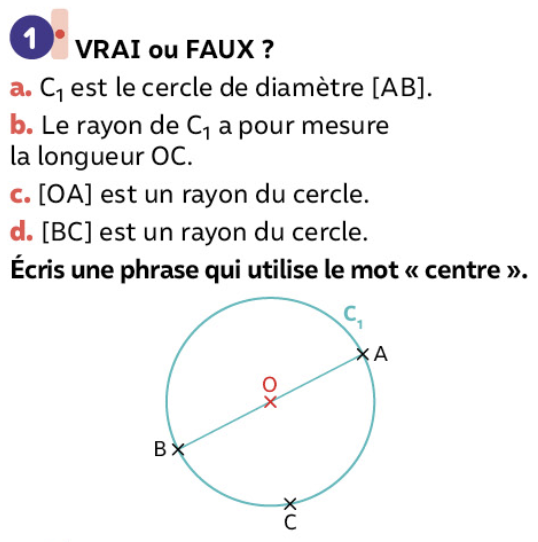 1
VRAI ou FAUX ?
a. C₁ est le cercle de diamètre [AB].
b. Le rayon de C₁ a pour mesure
la longueur OC.
c. [OA] est un rayon du cercle.
d. [BC] est un rayon du cercle.
Écris une phrase qui utilise le mot « centre ».
C₁
A
O
B
C